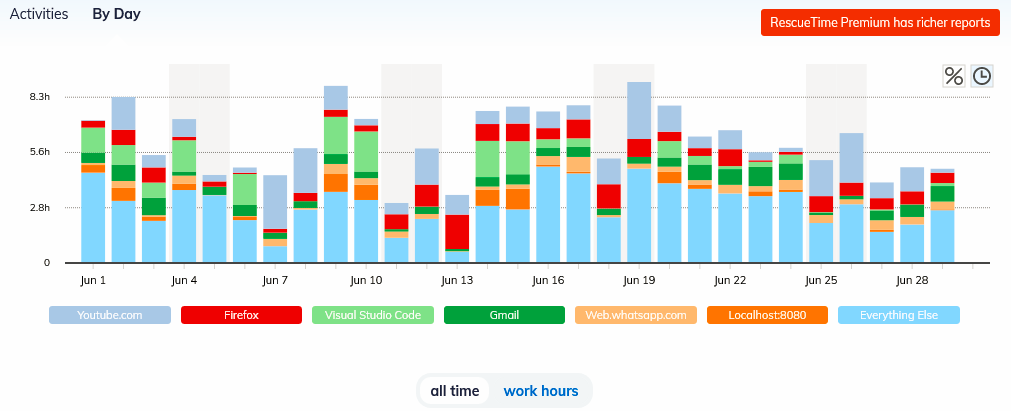 Activities By Day
RescueTime Premium has richer reports
%
8.3h
5.6h
2.8h
0
Jun 1 Jun 4 Jun 7 Jun 10 Jun 13 Jun 16 Jun 19 Jun 22 Jun 25 Jun 28
Youtube.com Firefox Visual Studio Code Gmail Web.whatsapp.com Localhost:8080 Everything Else
all time work hours